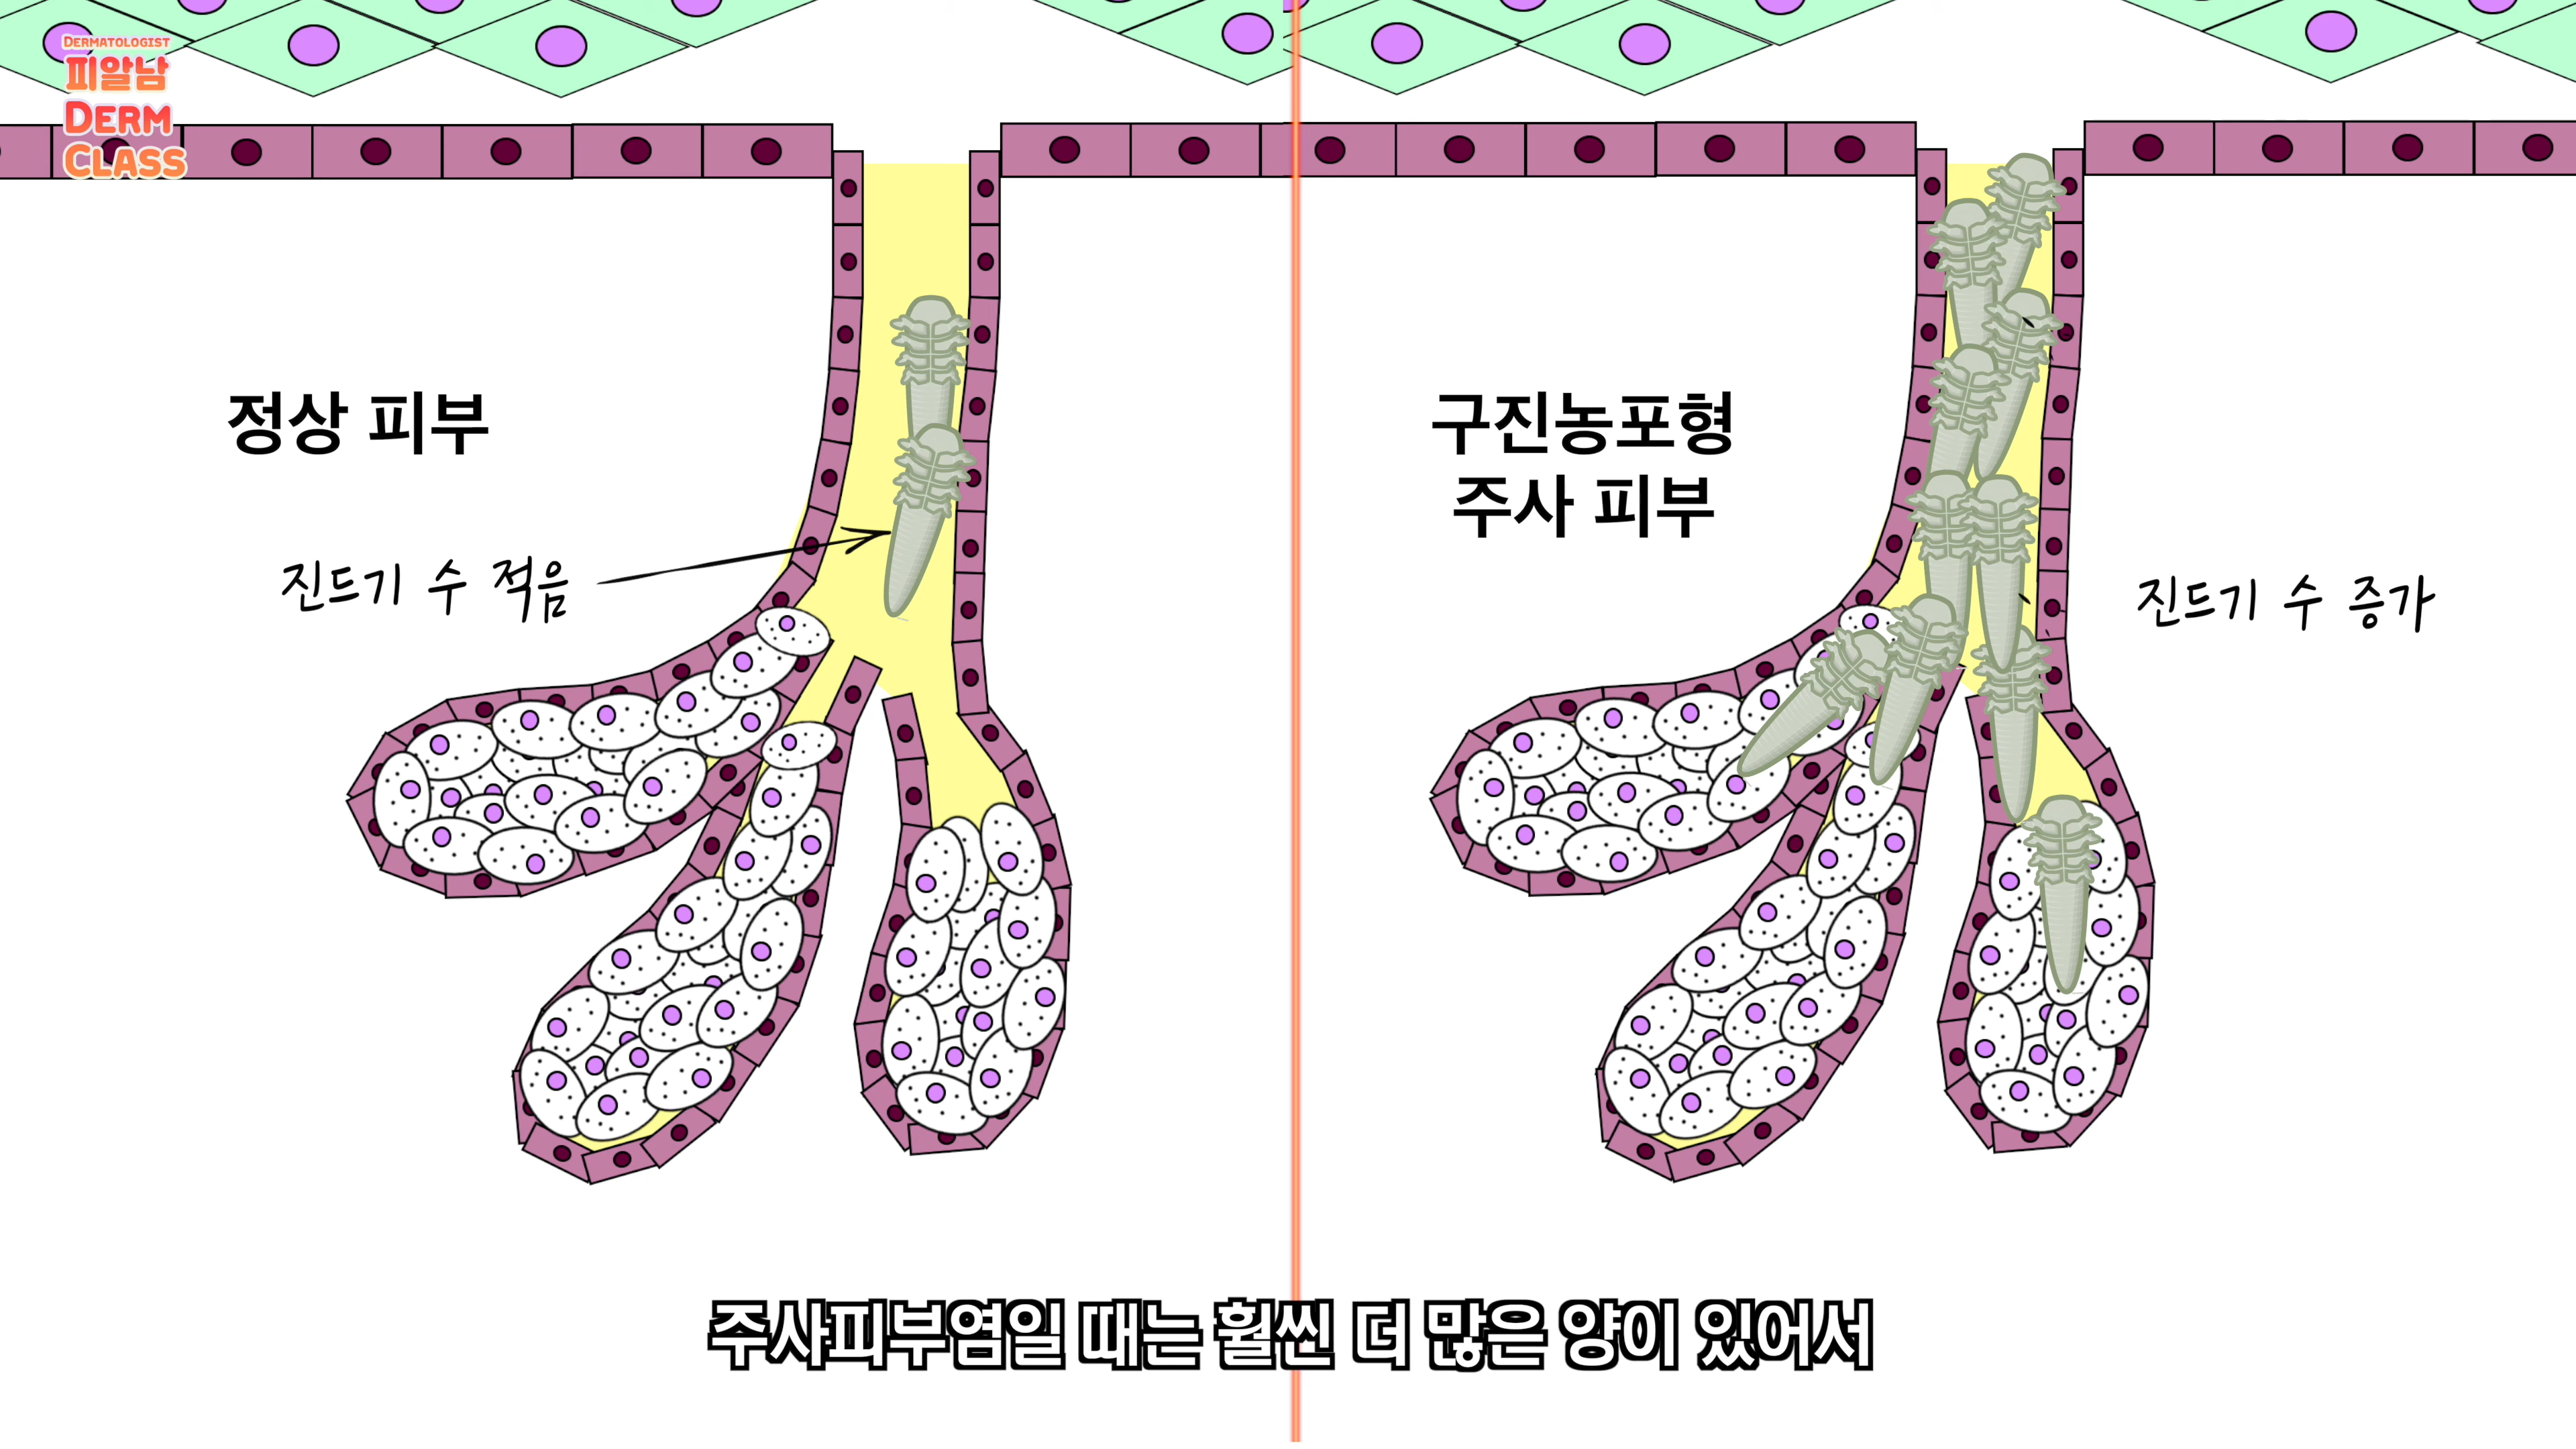 DERMATOLOGIST
피알남
DERM
CLASS
정상 피부
진드기 수 적음
구진농포형
주사 피부
진드기 수 증가
주사피부염일 때는 훨씬 더 많은 양이 있어서